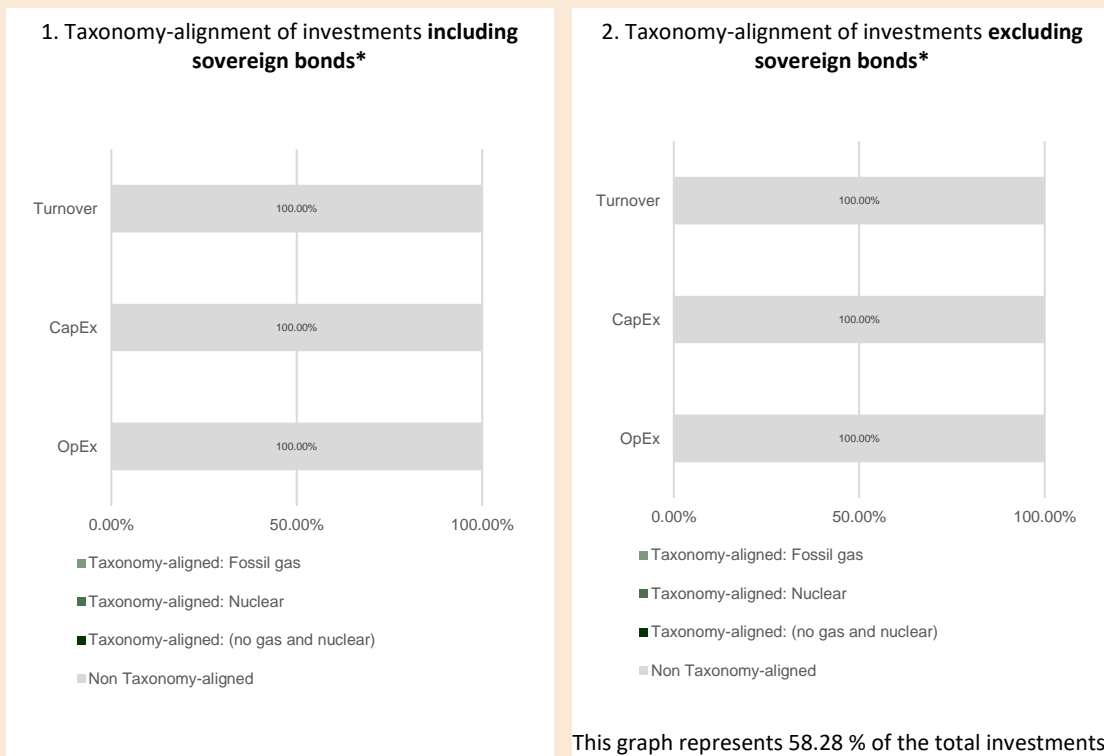 1. Taxonomy-alignment of investments including
sovereign bonds*
Turnover
100.00%
CapEx
100.00%
OpEx
100.00%
0.00%
50.00%
100.00%
Taxonomy-aligned: Fossil gas
Taxonomy-aligned: Nuclear
Taxonomy-aligned: (no gas and nuclear)
Non Taxonomy-aligned
2. Taxonomy-alignment of investments excluding
sovereign bonds*
Turnover
100.00%
CapEx
100.00%
OpEx
100.00%
0.00%
50.00%
100.00%
Taxonomy-aligned: Fossil gas
Taxonomy-aligned: Nuclear
Taxonomy-aligned: (no gas and nuclear)
Non Taxonomy-aligned
This graph represents 58.28 % of the total investments